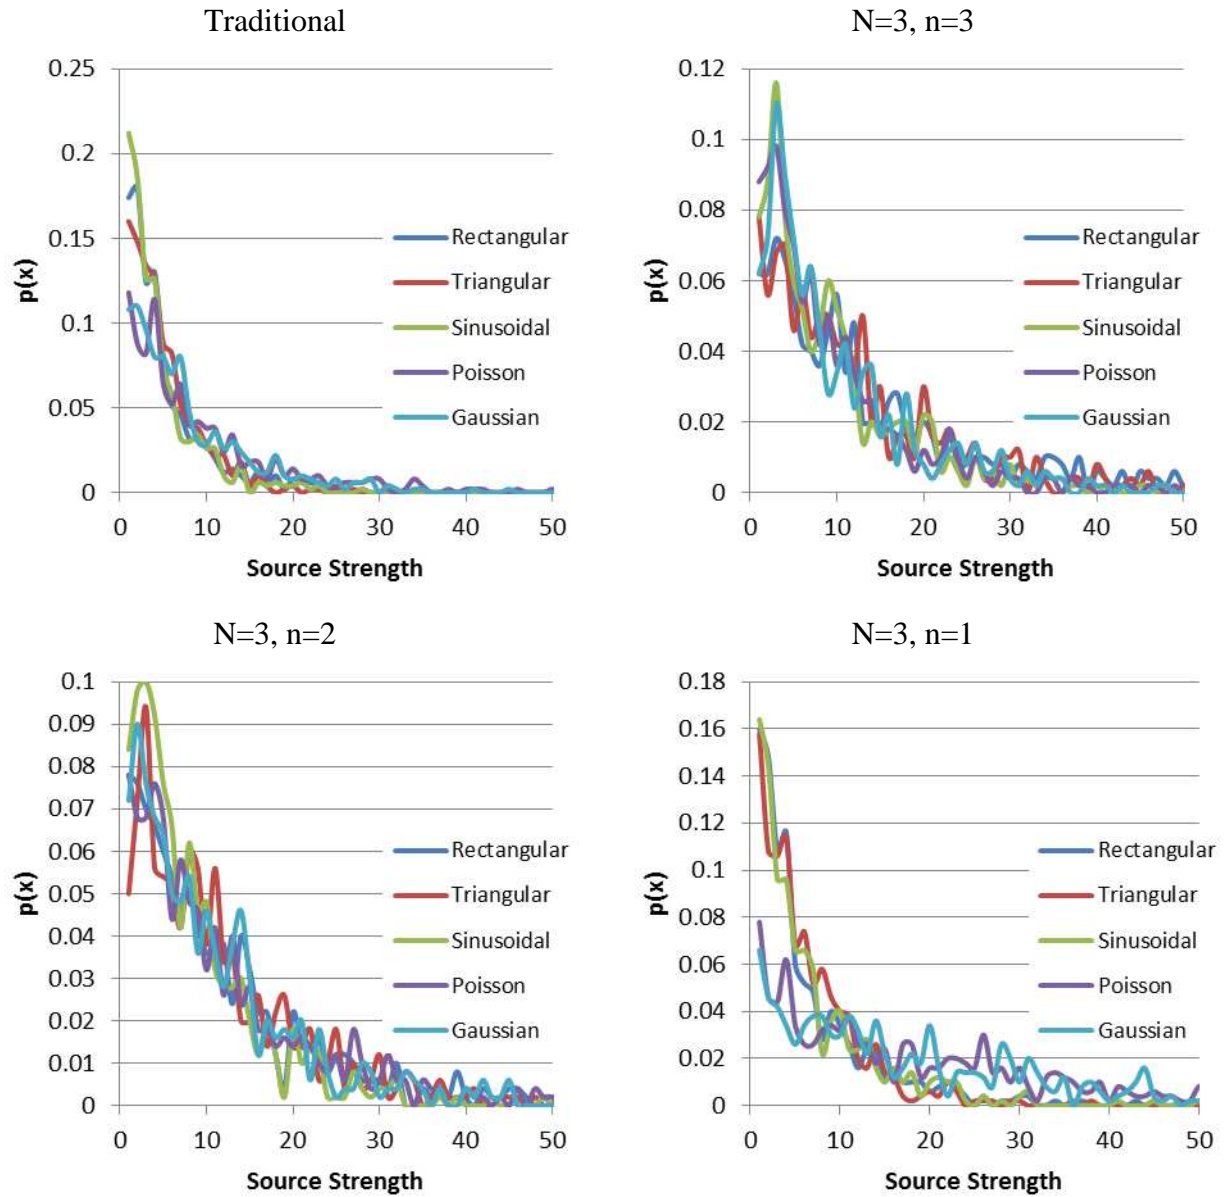 Traditional
0.25
0.2
0.15
0.1
0.05
0
p(x)
Rectangular
Triangular
Sinusoidal
Poisson
Gaussian
0 10 20 30 40 50
Source Strength
N=3, n=3
0.12
0.1
0.08
0.06
0.04
0.02
0
p(x)
Rectangular
Triangular
Sinusoidal
Poisson
Gaussian
0 10 20 30 40 50
Source Strength
N=3, n=2
0.1
0.09
0.08
0.07
0.06
0.05
0.04
0.03
0.02
0.01
0
p(x)
Rectangular
Triangular
Sinusoidal
Poisson
Gaussian
0 10 20 30 40 50
Source Strength
N=3, n=1
0.18
0.16
0.14
0.12
0.1
0.08
0.06
0.04
0.02
0
p(x)
Rectangular
Triangular
Sinusoidal
Poisson
Gaussian
0 10 20 30 40 50
Source Strength